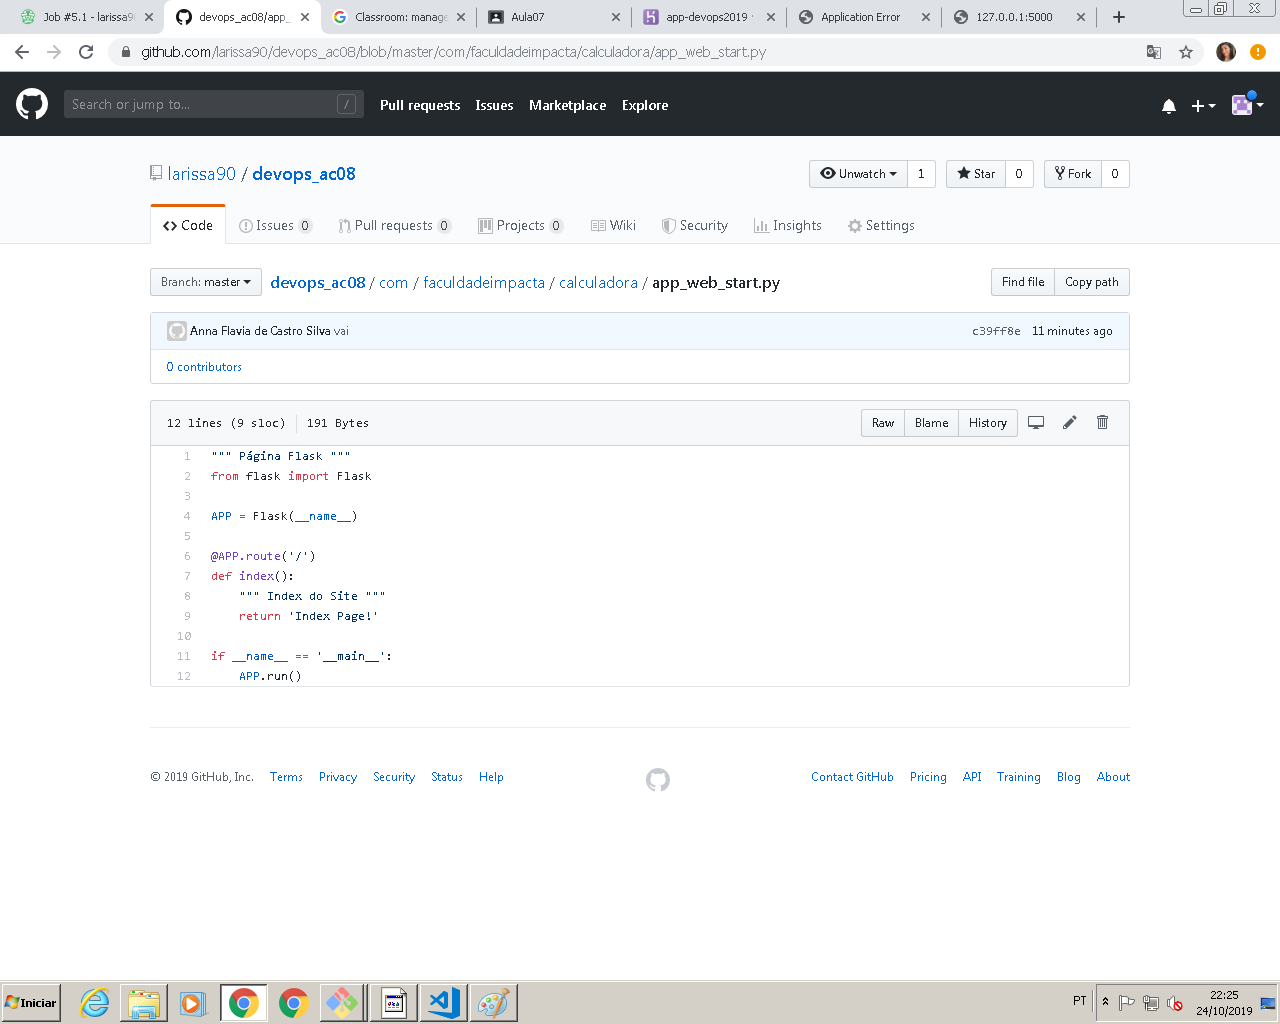 Job #5.1 - larissa90
devops_ac08/app_
Classroom: manage
Aula07
app-devops2019
Application Error
127.0.0.1:5000
github.com/larissa90/devops_ac08/blob/master/com/faculdadeimpacta/calculadora/app_web_start.py
Search or jump to...
/
Pull requests
Issues
Marketplace
Explore
larissa90 / devops_ac08
Unwatch
1
Star
0
Fork
0
Code
Issues 0
Pull requests 0
Projects 0
Wiki
Security
Insights
Settings
Branch: master
devops_ac08 / com / faculdadeimpacta / calculadora / app_web_start.py
Find file
Copy path
Anna Flavia de Castro Silva vai
c39ff8e
11 minutes ago
0 contributors
12 lines (9 sloc)
191 Bytes
Raw
Blame
History
1 """ Página Flask """
2 from flask import Flask
3
4 APP = Flask(__name__)
5
6 @APP.route('/')
7 def index():
8     """ Index do Site """
9     return 'Index Page!'
10
11 if __name__ == '__main__':
12     APP.run()
© 2019 GitHub, Inc.
Terms
Privacy
Security
Status
Help
Contact GitHub
Pricing
API
Training
Blog
About
Iniciar
PT
22:25
24/10/2019